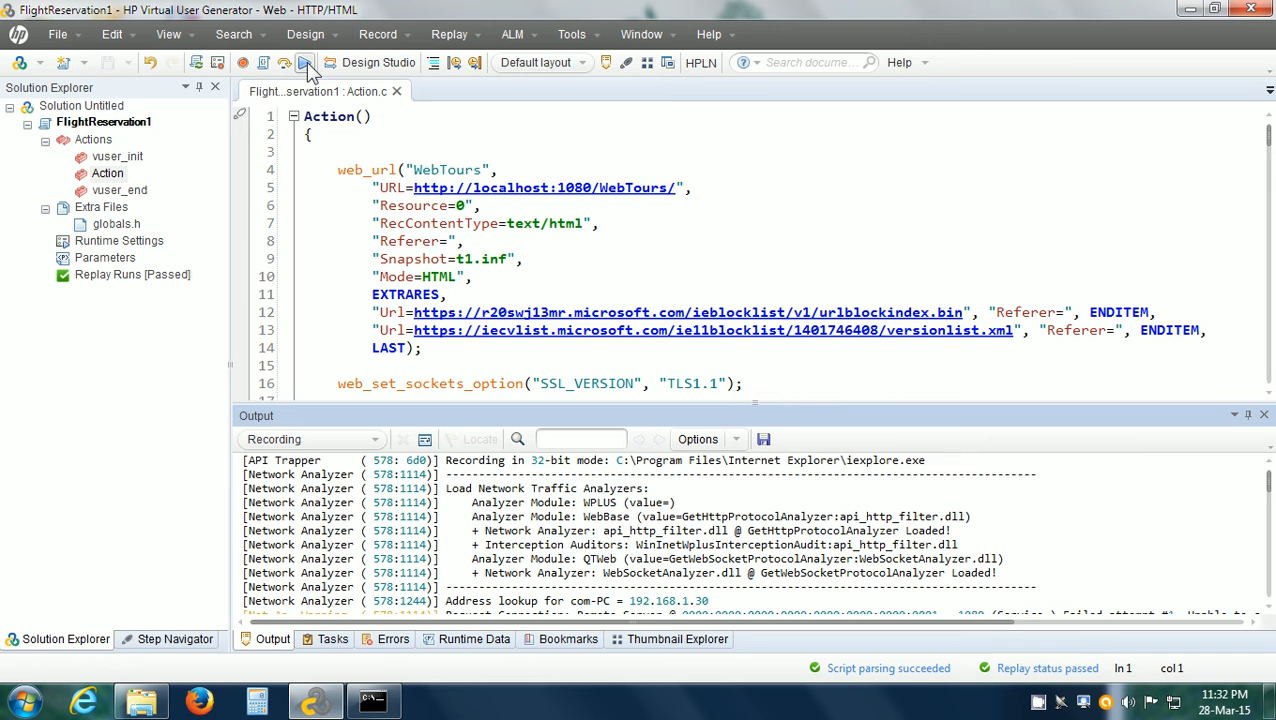 FlightReservation1 - HP Virtual User Generator - Web - HTTP/HTML
hp File Edit View Search Design Record Replay ALM Tools Window Help
Design Studio Default layout HPLN Search document... Help
Solution Explorer
Flight...servation1 : Action.c
Solution Untitled
FlightReservation1
Actions
vuser_init
Action
vuser_end
Extra Files
globals.h
Runtime Settings
Parameters
Replay Runs [Passed]
1 Action()
2 {
3
4 web_url("WebTours",
5 "URL=http://localhost:1080/WebTours/",
6 "Resource=0",
7 "RecContentType=text/html",
8 "Referer=",
9 "Snapshot=t1.inf",
10 "Mode=HTML",
11 EXTRARES,
12 "Url=https://r20swj13mr.microsoft.com/ieblocklist/v1/urlblockindex.bin", "Referer=", ENDITEM,
13 "Url=https://iecvlist.microsoft.com/ie11blocklist/1401746408/versionlist.xml", "Referer=", ENDITEM,
14 LAST);
15
16 web_set_sockets_option("SSL_VERSION", "TLS1.1");
Output
Recording Locate Options
[API Trapper ( 578: 6d0)] Recording in 32-bit mode: C:\Program Files\Internet Explorer\iexplore.exe
[Network Analyzer ( 578:1114)] --------------------------------------------------------------------------------
[Network Analyzer ( 578:1114)] Load Network Traffic Analyzers:
[Network Analyzer ( 578:1114)] Analyzer Module: WPLUS (value=)
[Network Analyzer ( 578:1114)] Analyzer Module: WebBase (value=GetHttpProtocolAnalyzer:api_http_filter.dll)
[Network Analyzer ( 578:1114)] + Network Analyzer: api_http_filter.dll @ GetHttpProtocolAnalyzer Loaded!
[Network Analyzer ( 578:1114)] + Interception Auditors: WinInetWplusInterceptionAudit:api_http_filter.dll
[Network Analyzer ( 578:1114)] Analyzer Module: QTWeb (value=GetWebSocketProtocolAnalyzer:WebSocketAnalyzer.dll)
[Network Analyzer ( 578:1114)] + Network Analyzer: WebSocketAnalyzer.dll @ GetWebSocketProtocolAnalyzer Loaded!
[Network Analyzer ( 578:1114)] --------------------------------------------------------------------------------
[Network Analyzer ( 578:1244)] Address lookup for com-PC = 192.168.1.30
Solution Explorer Step Navigator Output Tasks Errors Runtime Data Bookmarks Thumbnail Explorer
Script parsing succeeded Replay status passed ln 1 col 1
11:32 PM
28-Mar-15